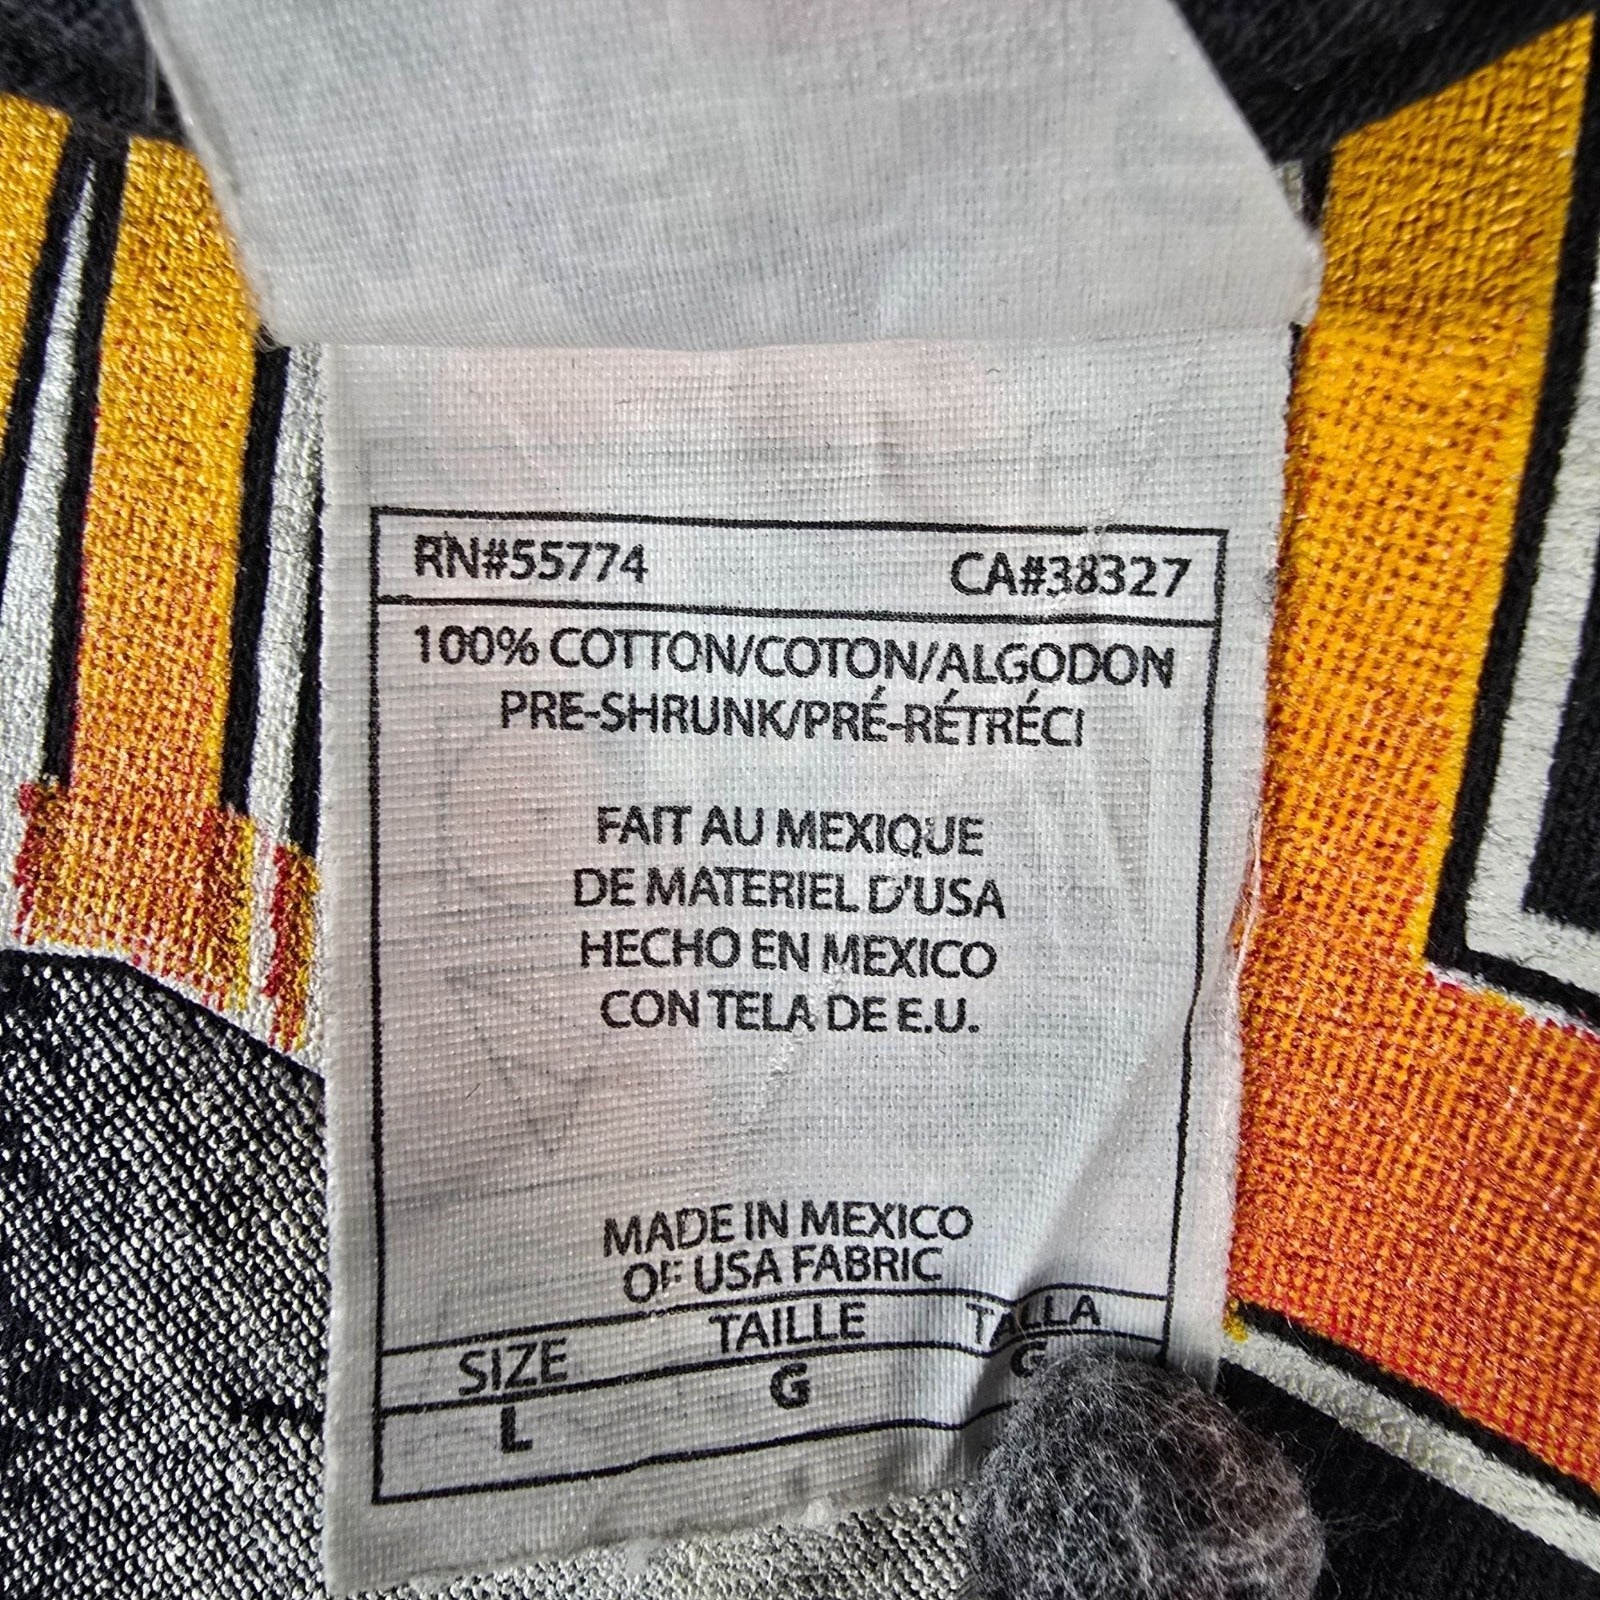 RN#55774 CA#38327
100% COTTON/COTON/ALGODON
PRE-SHRUNK/PRÉ-RÉTRÉCI
FAIT AU MEXIQUE
DE MATERIEL D'USA
HECHO EN MEXICO
CON TELA DE E.U.
MADE IN MEXICO
OF USA FABRIC
SIZE TAILLE TALLA
L G G